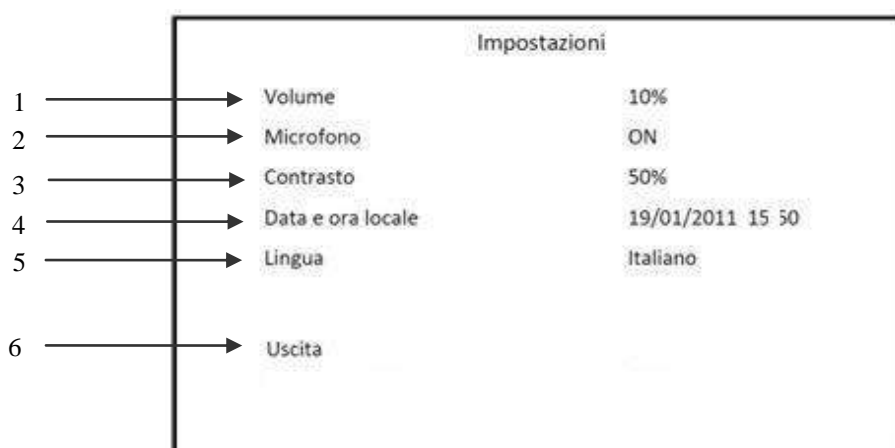 Impostazioni
1 Volume 10%
2 Microfono ON
3 Contrasto 50%
4 Data e ora locale 19/01/2011 15 50
5 Lingua Italiano
6 Uscita